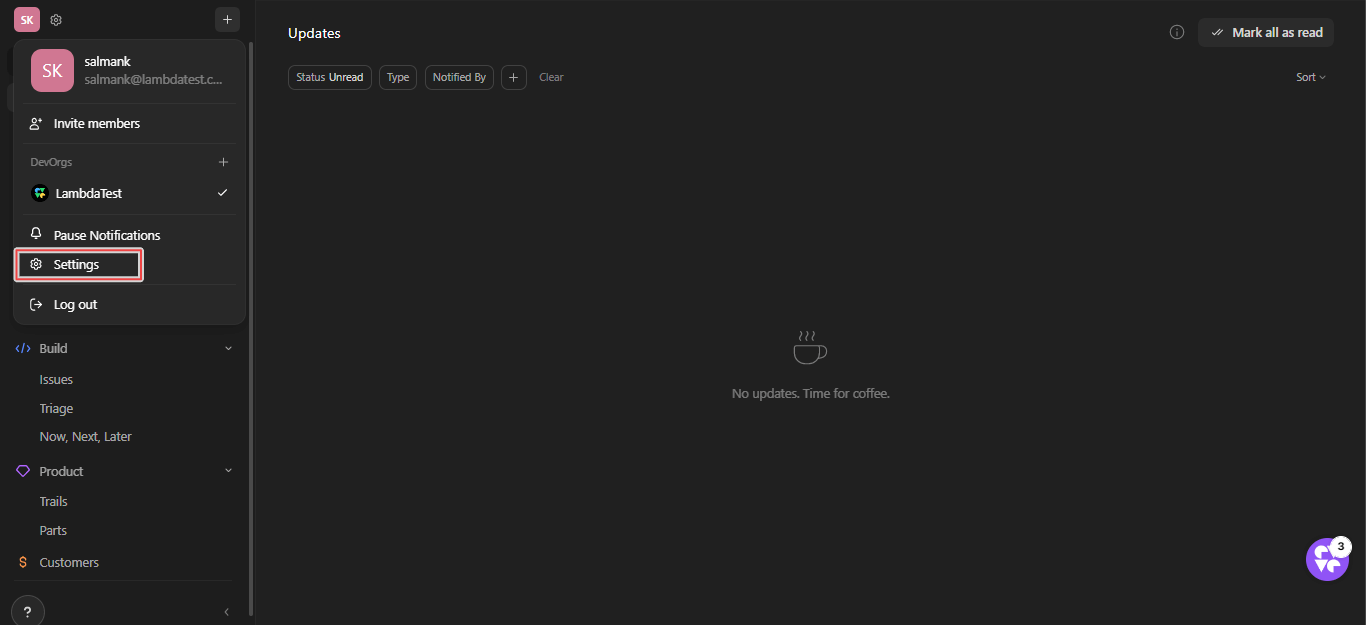 SK
SK
salmank
salmank@lambdatest.c...
Invite members
DevOrgs
LambdaTest
Pause Notifications
Settings
Log out
Build
Issues
Triage
Now, Next, Later
Product
Trails
Parts
$ Customers
?
Updates
Mark all as read
Status Unread
Type
Notified By
Clear
Sort
No updates. Time for coffee.
3